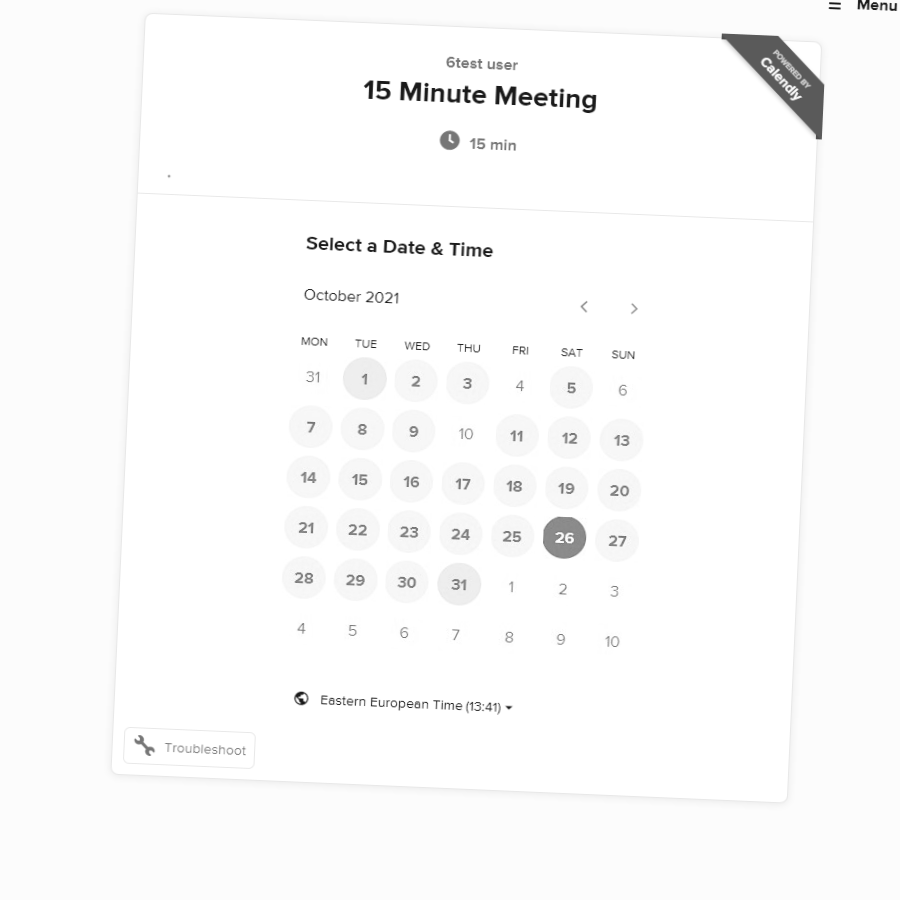 Menu
POWERED BY
Calendly
6test user
15 Minute Meeting
15 min
Select a Date & Time
October 2021
MON TUE WED THU FRI SAT SUN
31 1 2 3 4 5 6
7 8 9 10 11 12 13
14 15 16 17 18 19 20
21 22 23 24 25 26 27
28 29 30 31 1 2 3
4 5 6 7 8 9 10
Eastern European Time (13:41)
Troubleshoot